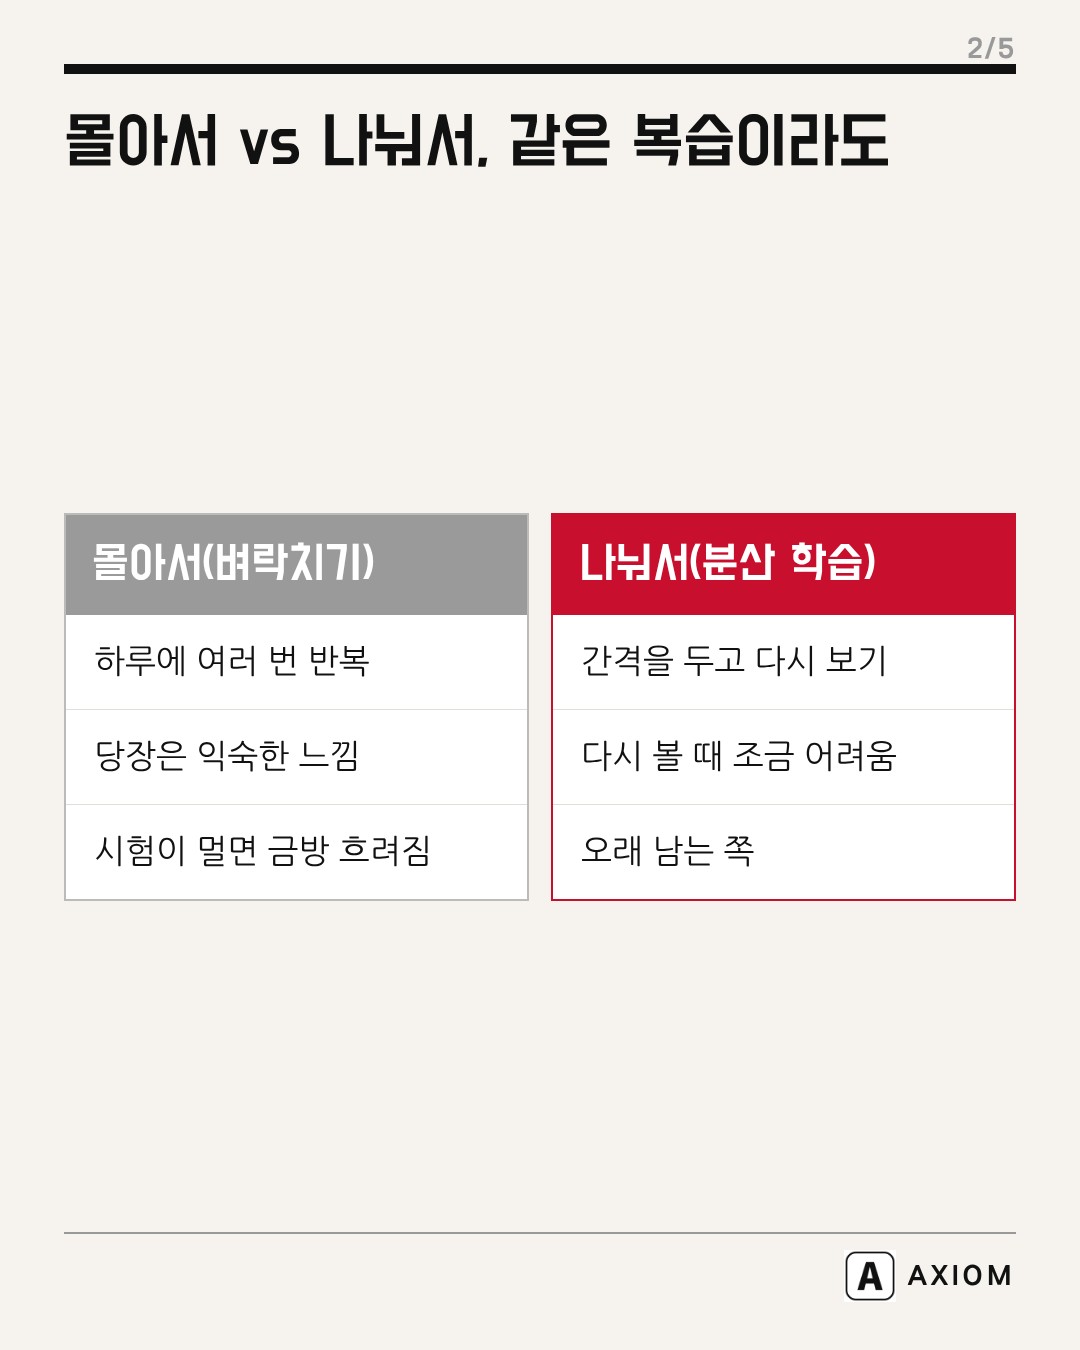 2/5
몰아서 vs 나눠서, 같은 복습이라도
몰아서(벼락치기)
하루에 여러 번 반복
당장은 익숙한 느낌
시험이 멀면 금방 흐려짐
나눠서(분산 학습)
간격을 두고 다시 보기
다시 볼 때 조금 어려움
오래 남는 쪽
A AXIOM